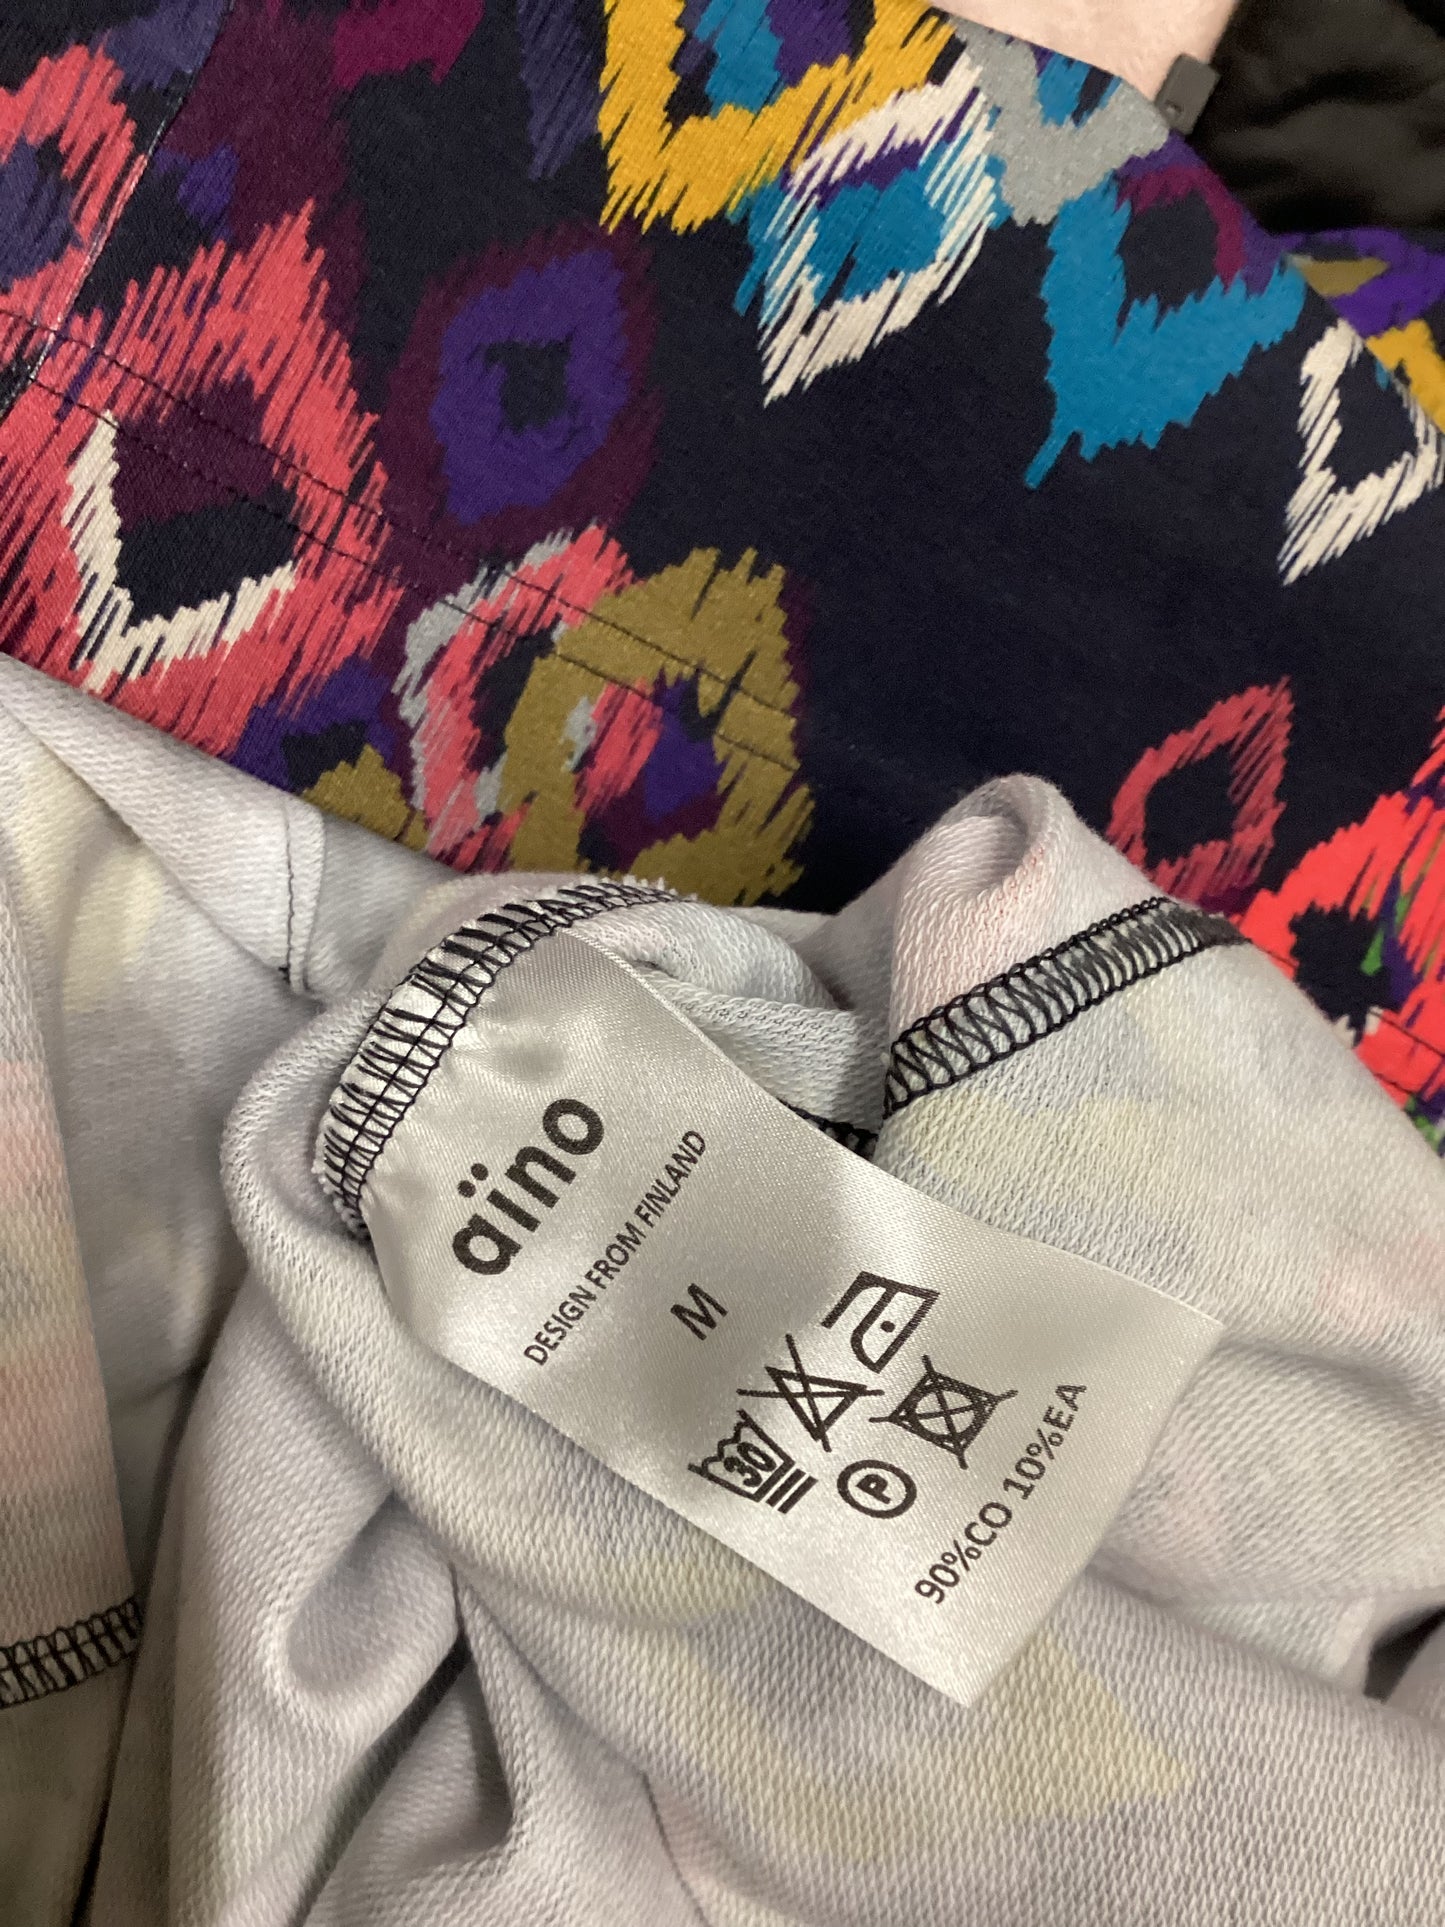 aïno
DESIGN FROM FINLAND
M
30
P
90%CO 10%EA